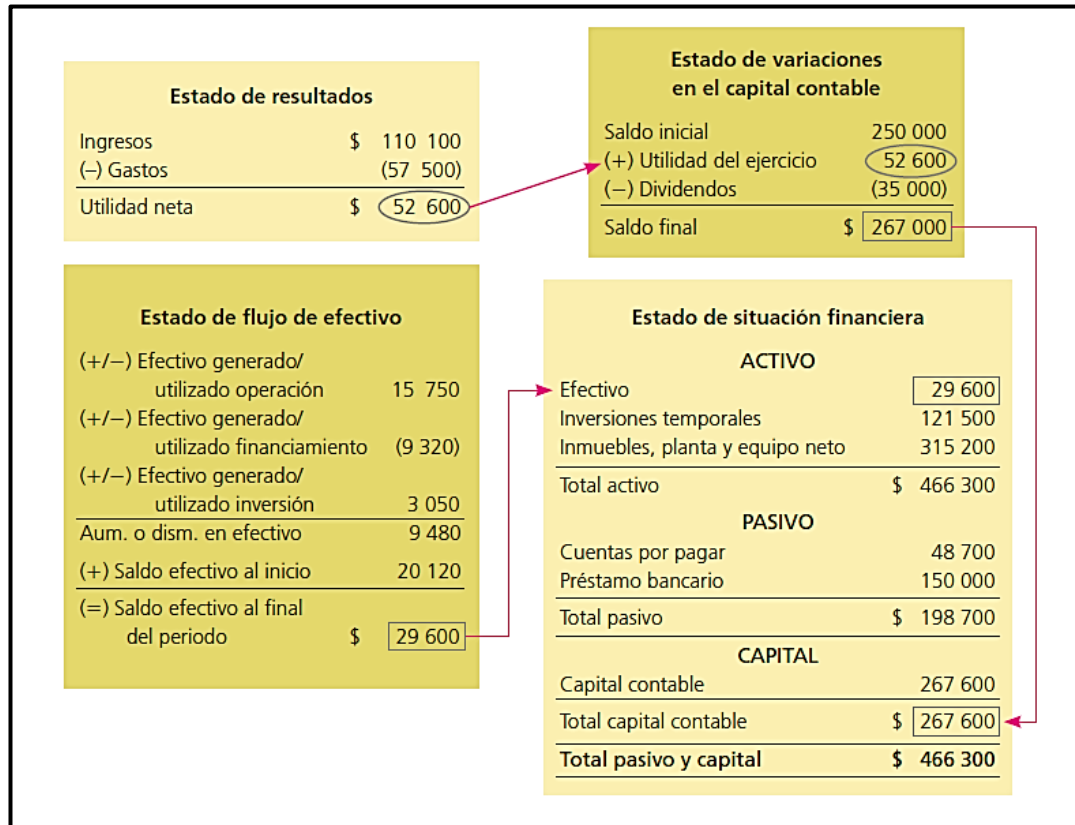 Estado de resultados
Ingresos $ 110 100
(–) Gastos (57 500)
Utilidad neta $ 52 600
Estado de variaciones
en el capital contable
Saldo inicial 250 000
(+) Utilidad del ejercicio 52 600
(−) Dividendos (35 000)
Saldo final $ 267 000
Estado de flujo de efectivo
(+/−) Efectivo generado/
utilizado operación 15 750
(+/−) Efectivo generado/
utilizado financiamiento (9 320)
(+/−) Efectivo generado/
utilizado inversión 3 050
Aum. o dism. en efectivo 9 480
(+) Saldo efectivo al inicio 20 120
(=) Saldo efectivo al final
del periodo $ 29 600
Estado de situación financiera
ACTIVO
Efectivo 29 600
Inversiones temporales 121 500
Inmuebles, planta y equipo neto 315 200
Total activo $ 466 300
PASIVO
Cuentas por pagar 48 700
Préstamo bancario 150 000
Total pasivo $ 198 700
CAPITAL
Capital contable 267 600
Total capital contable $ 267 600
Total pasivo y capital $ 466 300